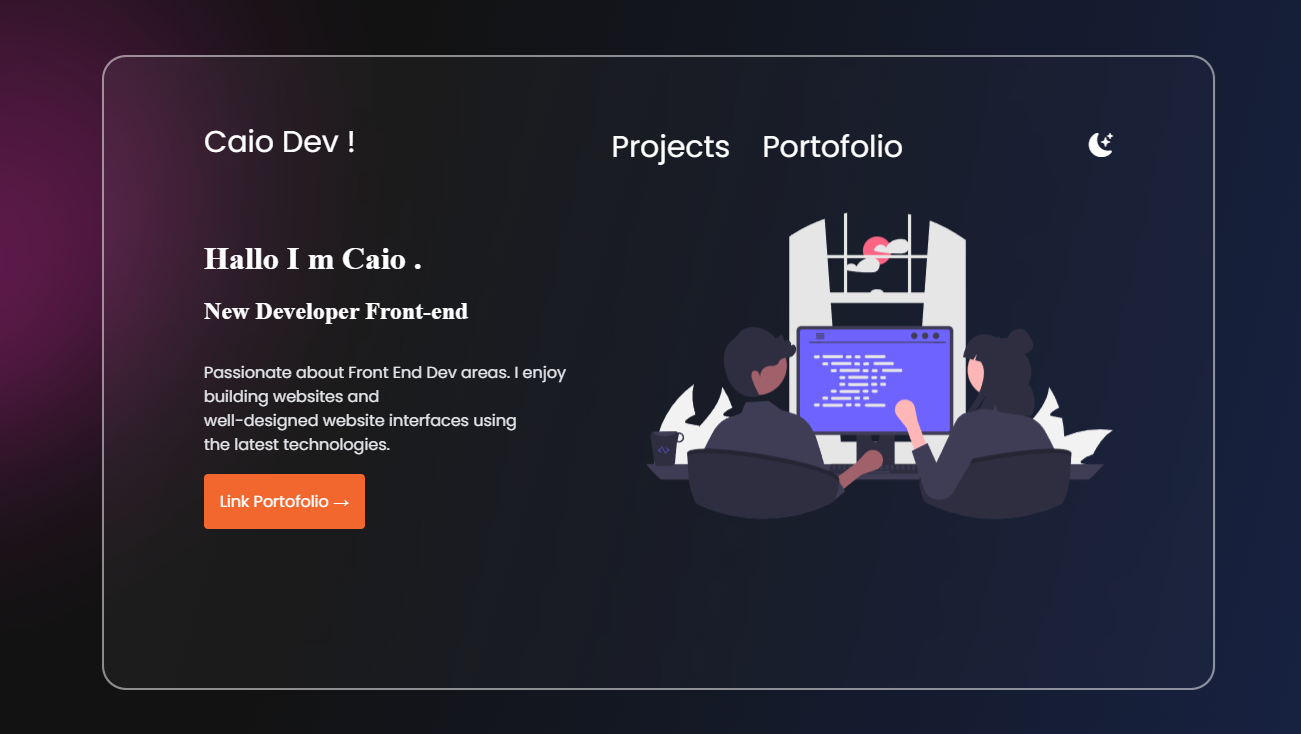 Caio Dev !
Projects Portofolio
Hallo I m Caio .
New Developer Front-end
Passionate about Front End Dev areas. I enjoy
building websites and
well-designed website interfaces using
the latest technologies.
Link Portofolio →